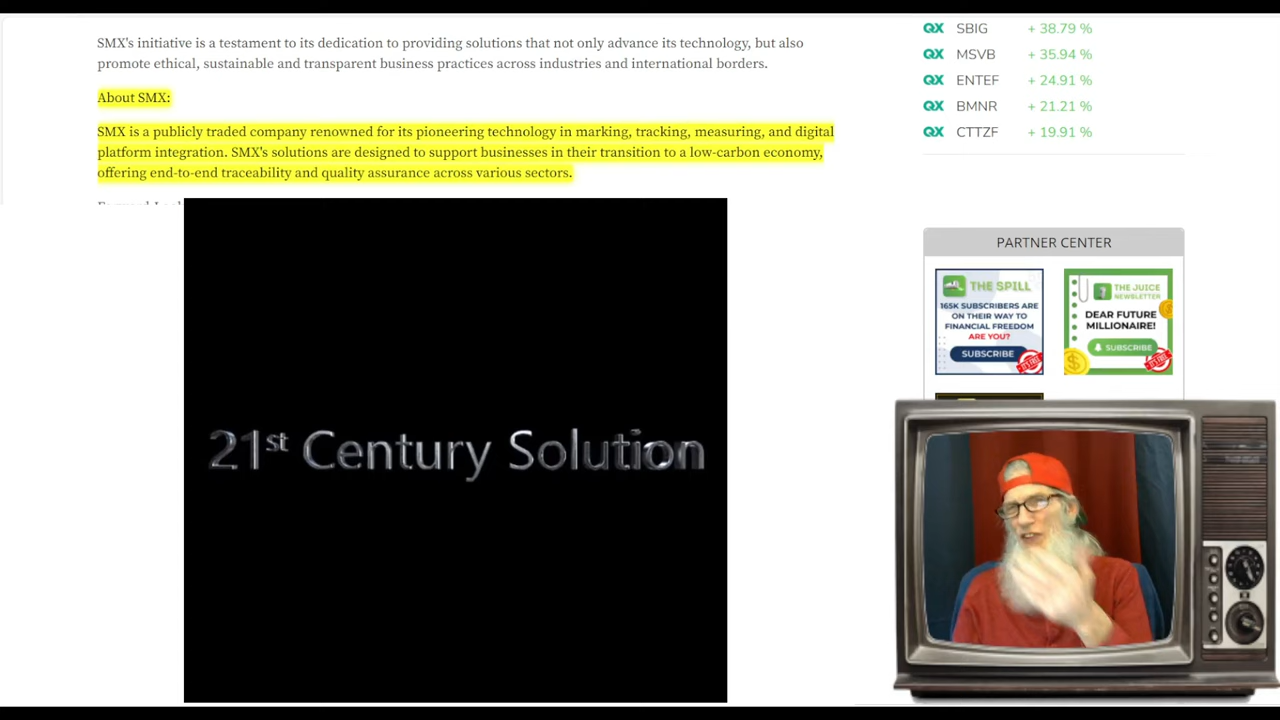 SMX's initiative is a testament to its dedication to providing solutions that not only advance its technology, but also
promote ethical, sustainable and transparent business practices across industries and international borders.
About SMX:
SMX is a publicly traded company renowned for its pioneering technology in marking, tracking, measuring, and digital
platform integration. SMX's solutions are designed to support businesses in their transition to a low-carbon economy,
offering end-to-end traceability and quality assurance across various sectors.
21st Century Solution
QX SBIG + 38.79 %
QX MSVB + 35.94 %
QX ENTEF + 24.91 %
QX BMNR + 21.21 %
QX CTTZF + 19.91 %
PARTNER CENTER
THE SPILL
165K SUBSCRIBERS ARE
ON THEIR WAY TO
FINANCIAL FREEDOM
ARE YOU?
SUBSCRIBE
THE JUICE
NEWSLETTER
DEAR FUTURE
MILLIONAIRE!
SUBSCRIBE